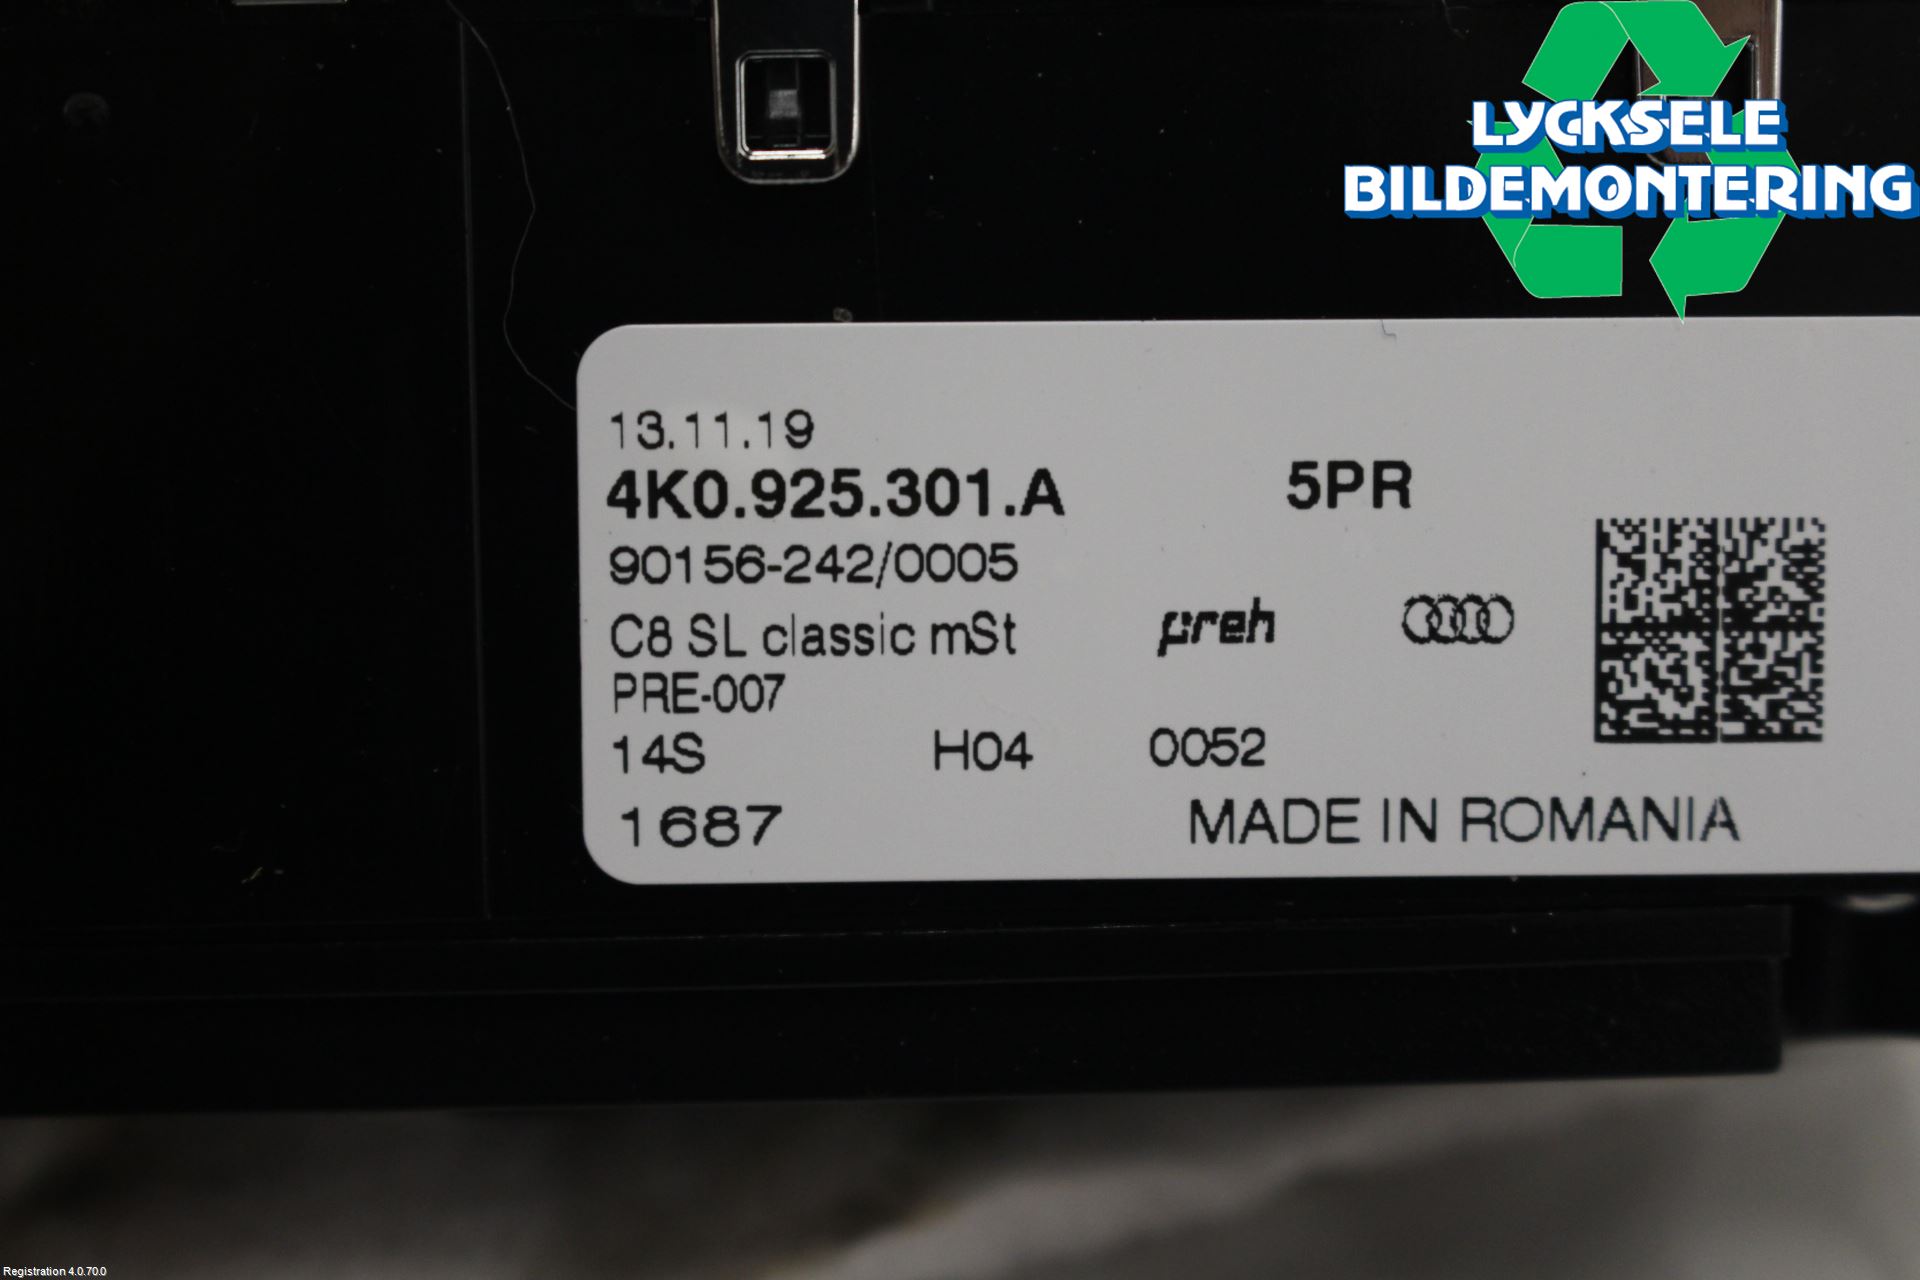 LYCKSELE
BILDEMONTERING
13.11.19
4K0.925.301.A 5PR
90156-242/0005
C8 SL classic mSt preh
PRE-007
14S H04 0052
1687 MADE IN ROMANIA
Registration 4.0.70.0